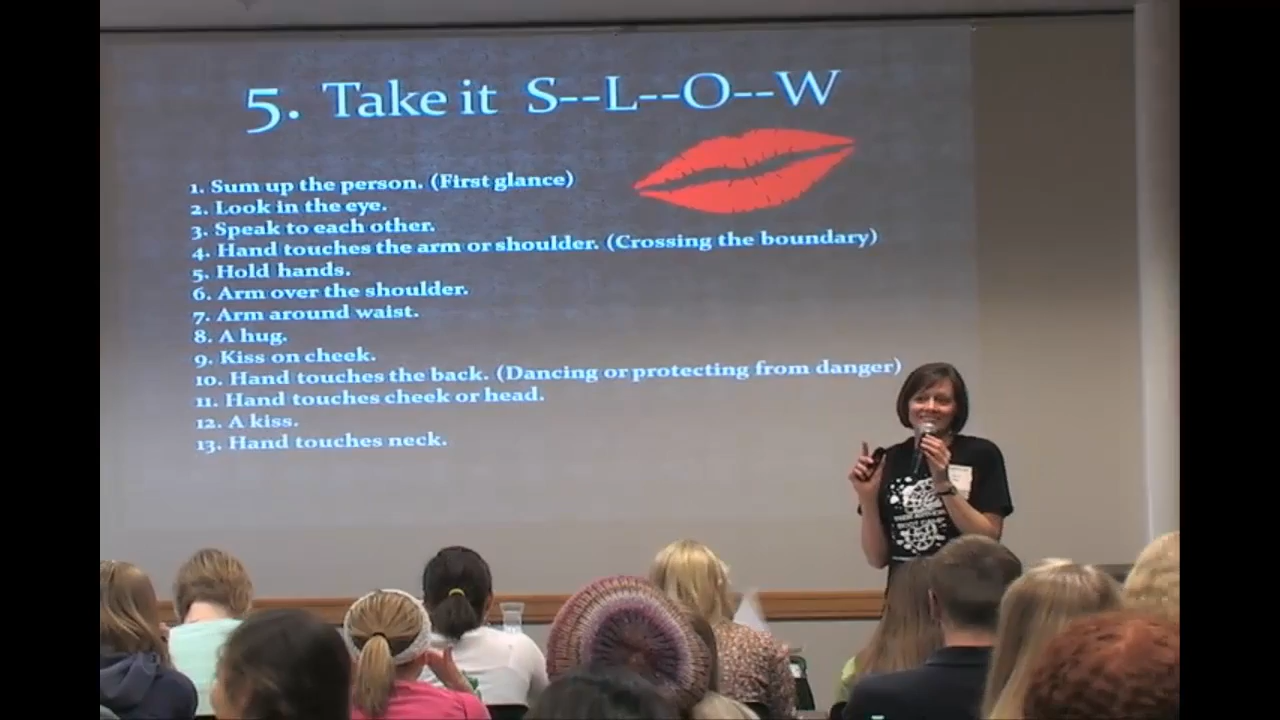 5. Take it S--L--O--W
1. Sum up the person. (First glance)
2. Look in the eye.
3. Speak to each other.
4. Hand touches the arm or shoulder. (Crossing the boundary)
5. Hold hands.
6. Arm over the shoulder.
7. Arm around waist.
8. A hug.
9. Kiss on cheek.
10. Hand touches the back. (Dancing or protecting from danger)
11. Hand touches cheek or head.
12. A kiss.
13. Hand touches neck.